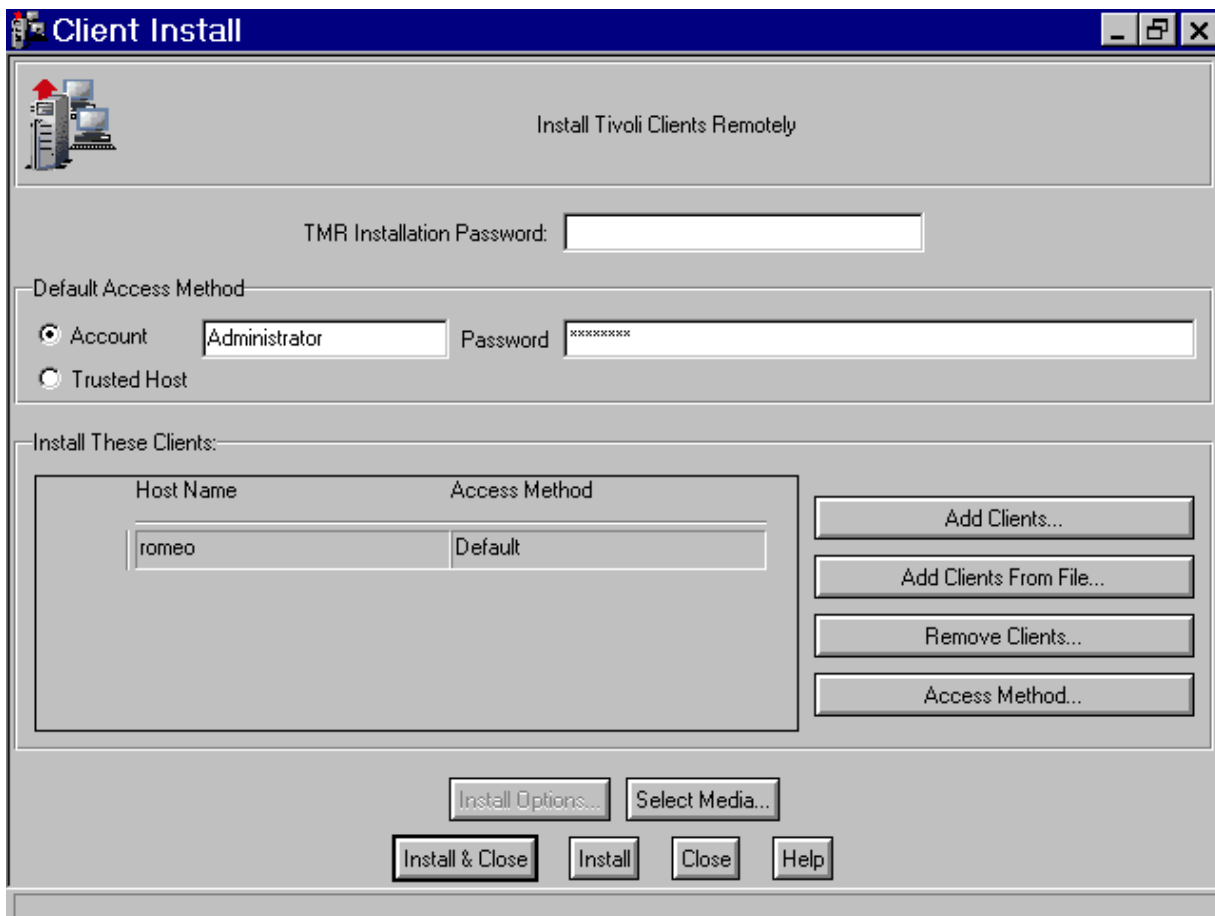 Client Install
Install Tivoli Clients Remotely
TMR Installation Password:
Default Access Method
Account Administrator Password ********
Trusted Host
Install These Clients:
Host Name Access Method
romeo Default
Add Clients...
Add Clients From File...
Remove Clients...
Access Method...
Install Options... Select Media...
Install & Close Install Close Help